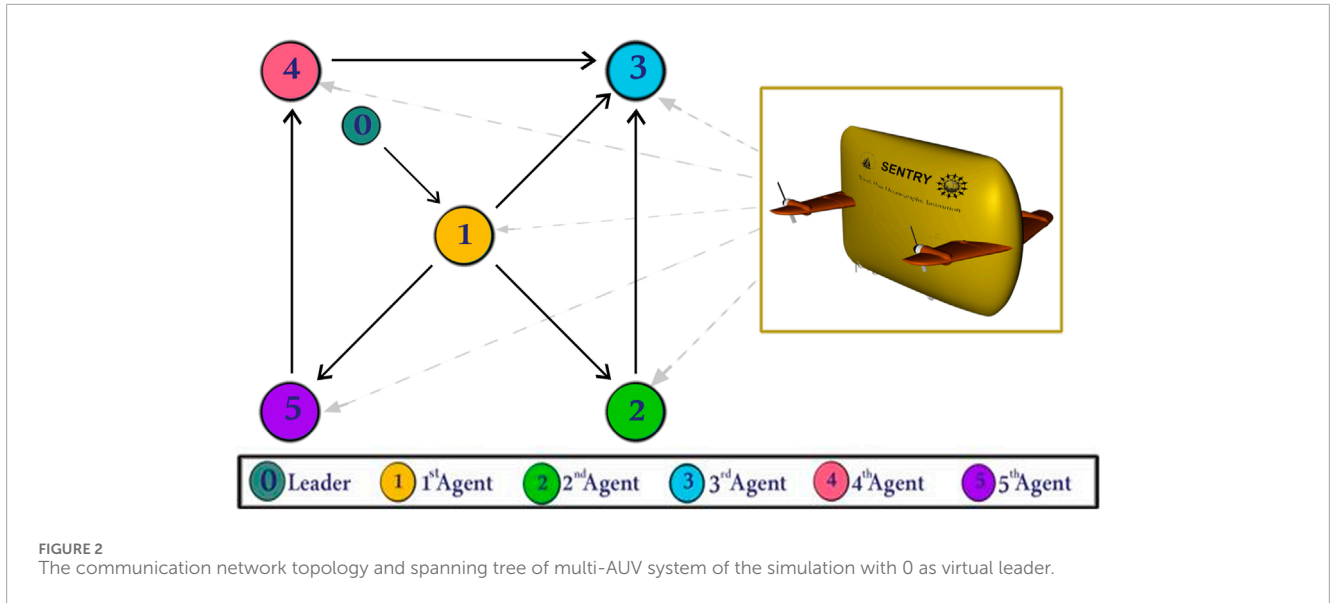 4
3
0
SENTRY
1
5
2
0 Leader 1 1st Agent 2 2nd Agent 3 3rd Agent 4 4th Agent 5 5th Agent
FIGURE 2
The communication network topology and spanning tree of multi-AUV system of the simulation with 0 as virtual leader.